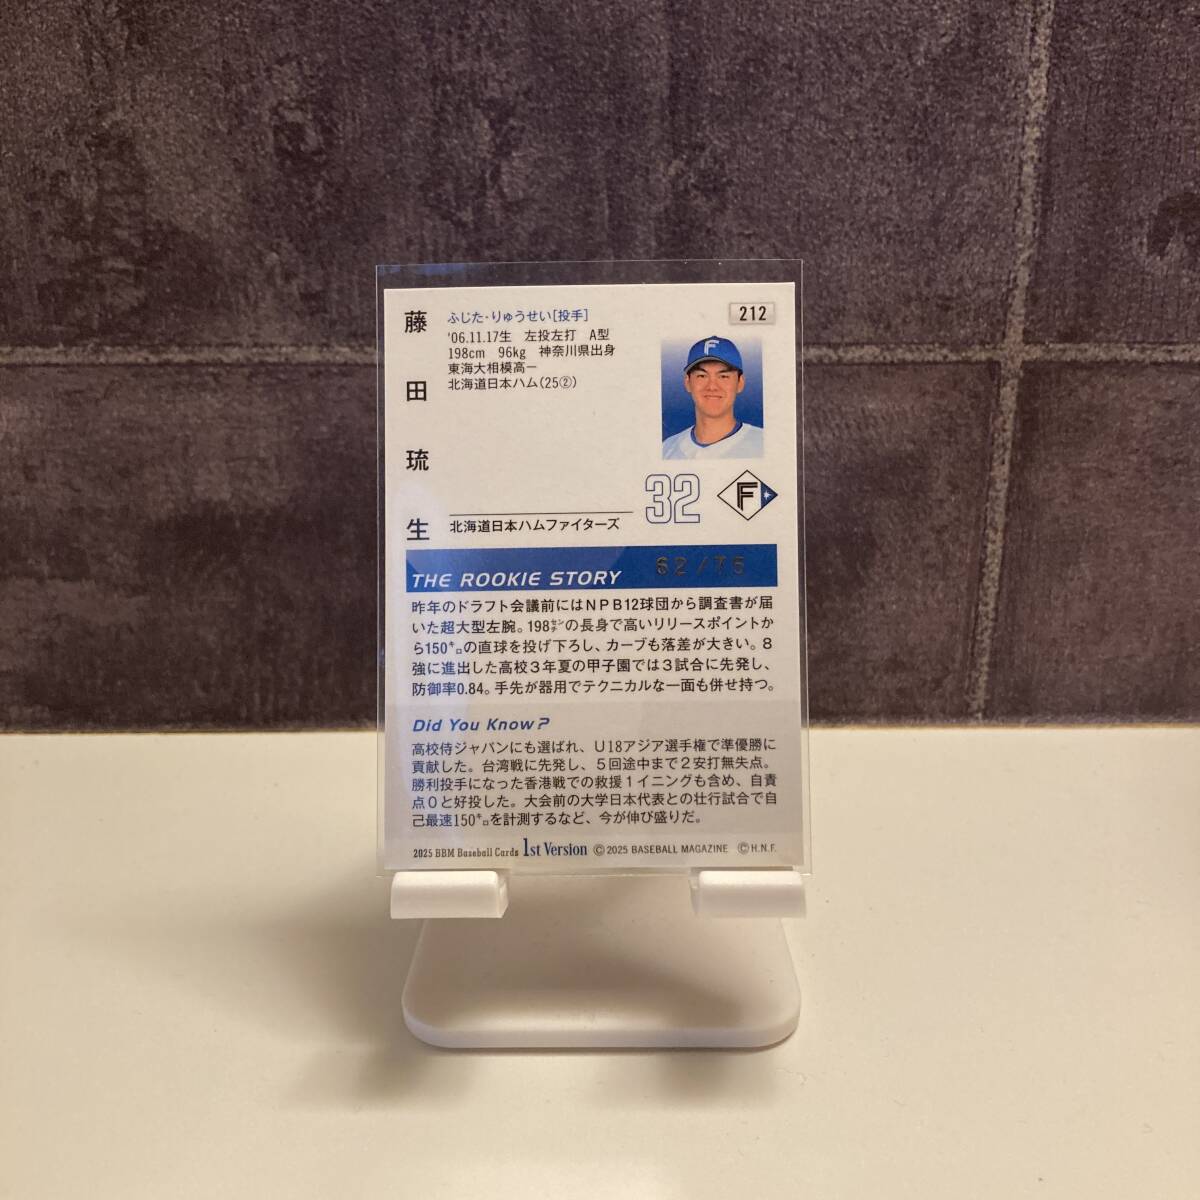 藤田琉生
ふじた・りゅうせい[投手]
'06.11.17生 左投左打 A型
198cm 96kg 神奈川県出身
東海大相模高ー
北海道日本ハム(25②)
212
F
32
F
北海道日本ハムファイターズ
THE ROOKIE STORY 62/75
昨年のドラフト会議前にはNPB12球団から調査書が届
いた超大型左腕。198㌢の長身で高いリリースポイントか
ら150㌔の直球を投げ下ろし、カーブも落差が大きい。8
強に進出した高校3年夏の甲子園では3試合に先発し、
防御率0.84。手先が器用でテクニカルな一面も併せ持つ。
Did You Know?
高校侍ジャパンにも選ばれ、U18アジア選手権で準優勝に
貢献した。台湾戦に先発し、5回途中まで2安打無失点。
勝利投手になった香港戦での救援1イニングも含め、自責
点0と好投した。大会前の大学日本代表との壮行試合で自
己最速150㌔を計測するなど、今が伸び盛りだ。
2025 BBM Baseball Cards 1st Version ©2025 BASEBALL MAGAZINE ©H.N.F.